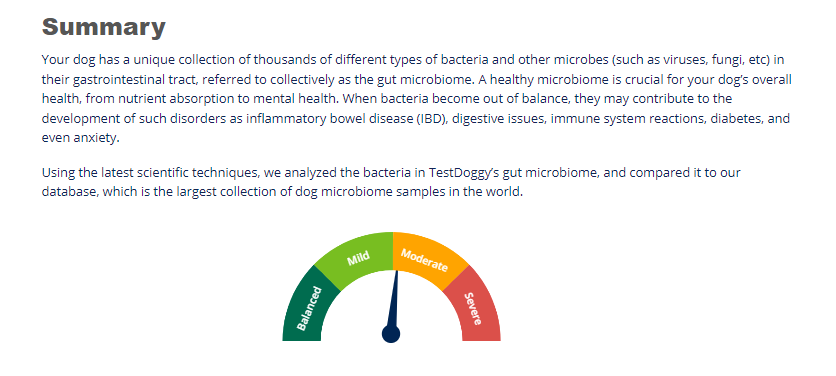 Summary
Your dog has a unique collection of thousands of different types of bacteria and other microbes (such as viruses, fungi, etc) in
their gastrointestinal tract, referred to collectively as the gut microbiome. A healthy microbiome is crucial for your dog's overall
health, from nutrient absorption to mental health. When bacteria become out of balance, they may contribute to the
development of such disorders as inflammatory bowel disease (IBD), digestive issues, immune system reactions, diabetes, and
even anxiety.
Using the latest scientific techniques, we analyzed the bacteria in TestDoggy's gut microbiome, and compared it to our
database, which is the largest collection of dog microbiome samples in the world.
Balanced
Mild
Moderate
Severe